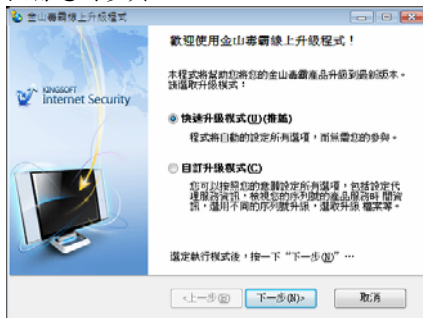 金山毒霸線上升級程式
歡迎使用金山毒霸線上升級程式！
本程式將幫助您將您的金山毒霸產品升級到最新版本。
請選取升級模式：
KINGSOFT
Internet Security
快速升級模式(U)(推薦)
程式將自動的設定所有選項，而無需您的參與。
自訂升級模式(C)
您可以按照您的意願設定所有選項，包括設定代
理服務資訊，檢視您的序列號的產品服務時 間資
訊，選用不同的序列號升級，選取升級 檔案等。
選定執行模式後，按一下“下一步(N)”…
<上一步(B)
下一步(N)>
取消